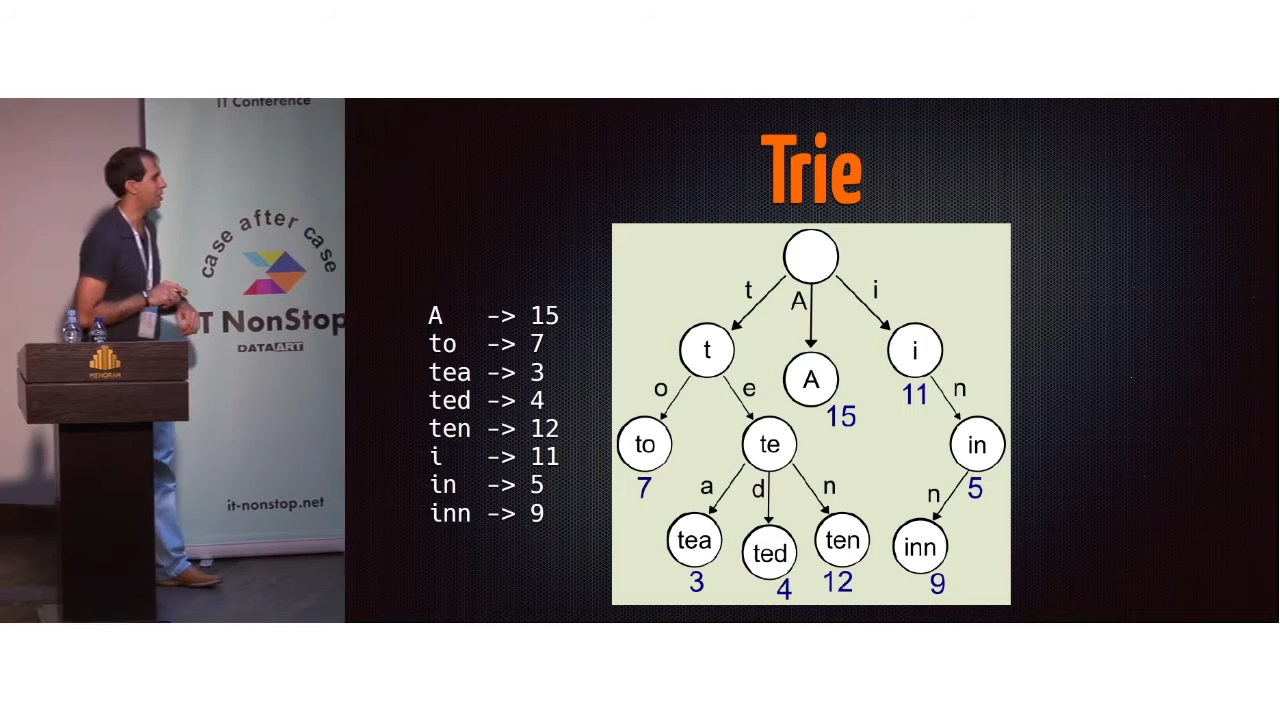 IT Conference
case after case
IT NonStop
DATAART
MENORAH
it-nonstop.net
Trie
A -> 15
to -> 7
tea -> 3
ted -> 4
ten -> 12
i -> 11
in -> 5
inn -> 9
t A i
t A i
15 11
o e n
to te in
7 5
a d n n
tea ted ten inn
3 4 12 9